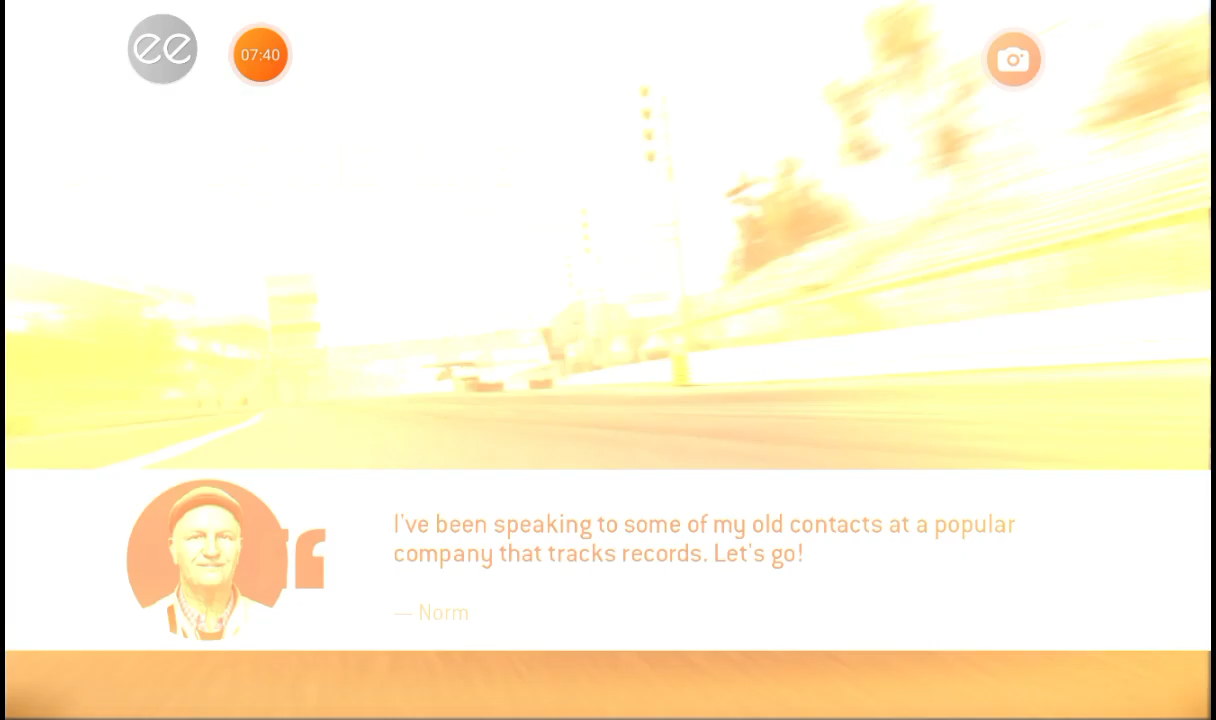 ee
07:40
I've been speaking to some of my old contacts at a popular
company that tracks records. Let's go!
— Norm